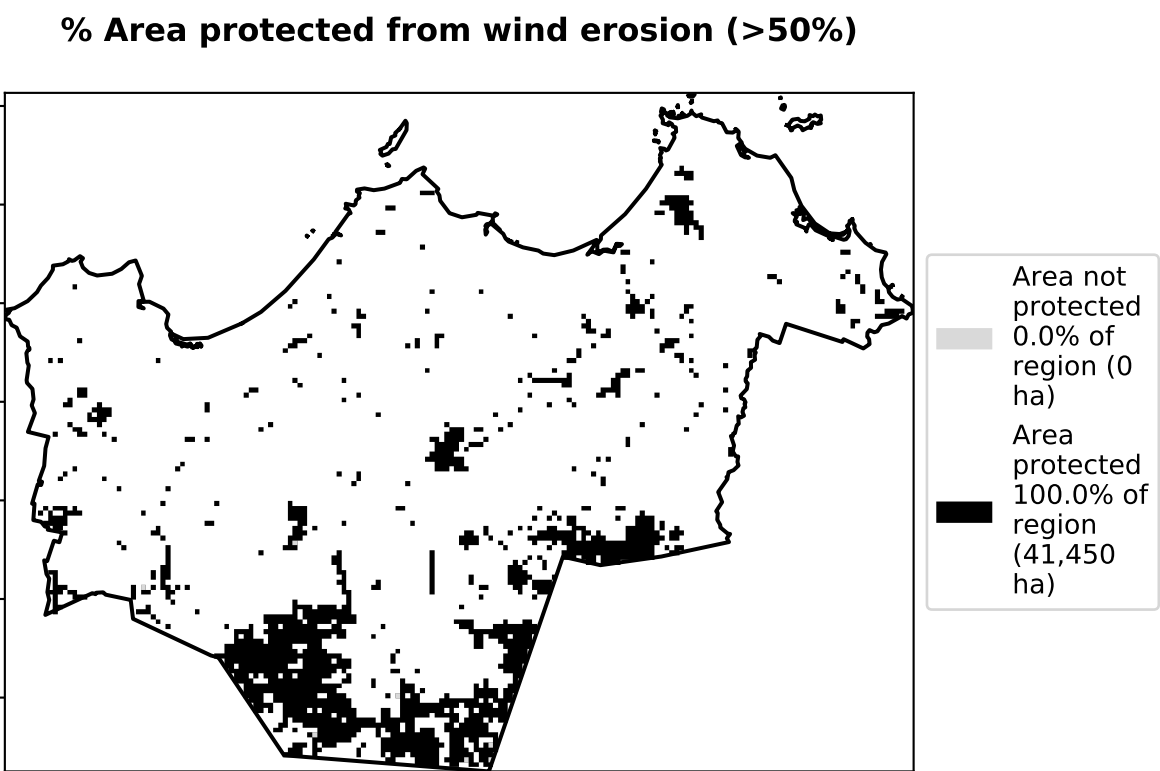 % Area protected from wind erosion (>50%)
Area not
protected
0.0% of
region (0
ha)
Area
protected
100.0% of
region
(41,450
ha)